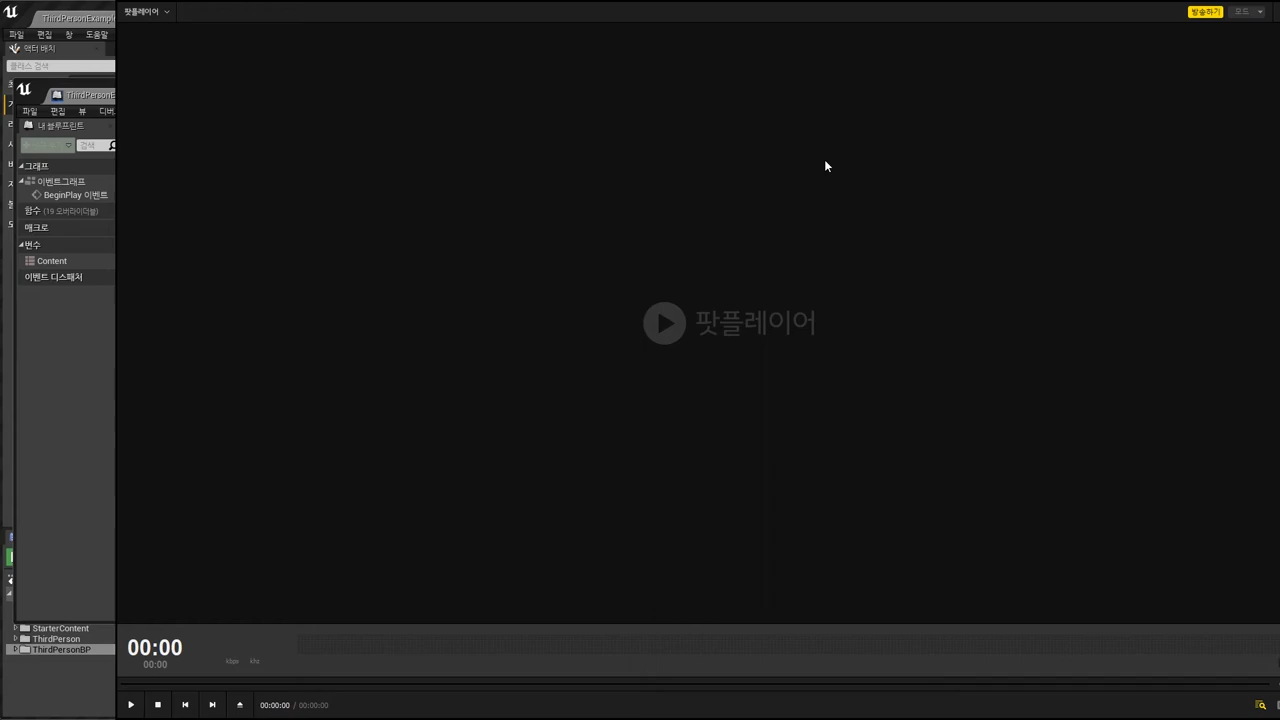 ThirdPersonExample
파일 편집 창 도움말
액터 배치
클래스 검색
ThirdPersonE
파일 편집 뷰 디버
내 블루프린트
검색
그래프
이벤트그래프
BeginPlay 이벤트
함수 (19 오버라이더블)
매크로
변수
Content
이벤트 디스패처
StarterContent
ThirdPerson
ThirdPersonBP
팟플레이어
방송하기
모드
팟플레이어
00:00
00:00
kbps khs
00:00:00 / 00:00:00